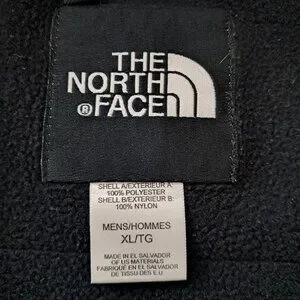 THE
NORTH
® FACE
SHELL A/EXTERIEUR A:
100% POLYESTER
SHELL B/EXTERIEUR B:
100% NYLON
MENS/HOMMES
XL/TG
MADE IN EL SALVADOR
OF US MATERIALS
FABRIQUÉ EN EL SALVADOR
DE TISSU DES E.U.